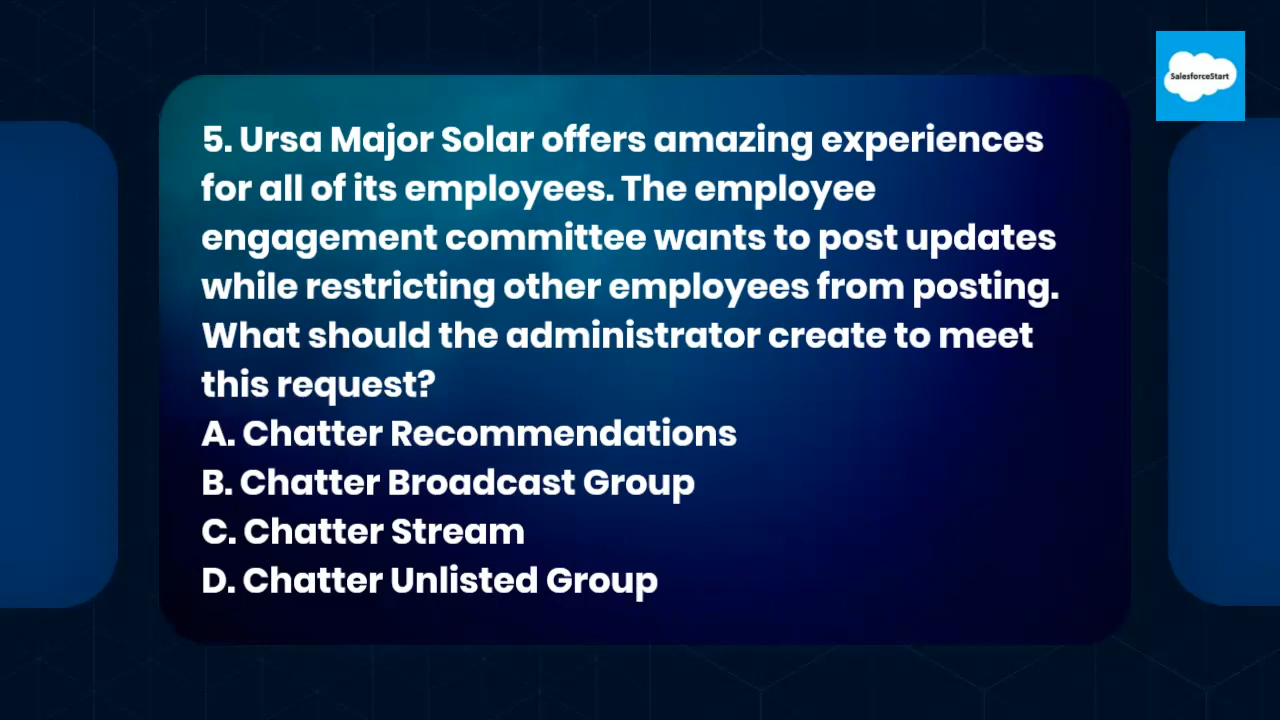 SalesforceStart
5. Ursa Major Solar offers amazing experiences
for all of its employees. The employee
engagement committee wants to post updates
while restricting other employees from posting.
What should the administrator create to meet
this request?
A. Chatter Recommendations
B. Chatter Broadcast Group
C. Chatter Stream
D. Chatter Unlisted Group